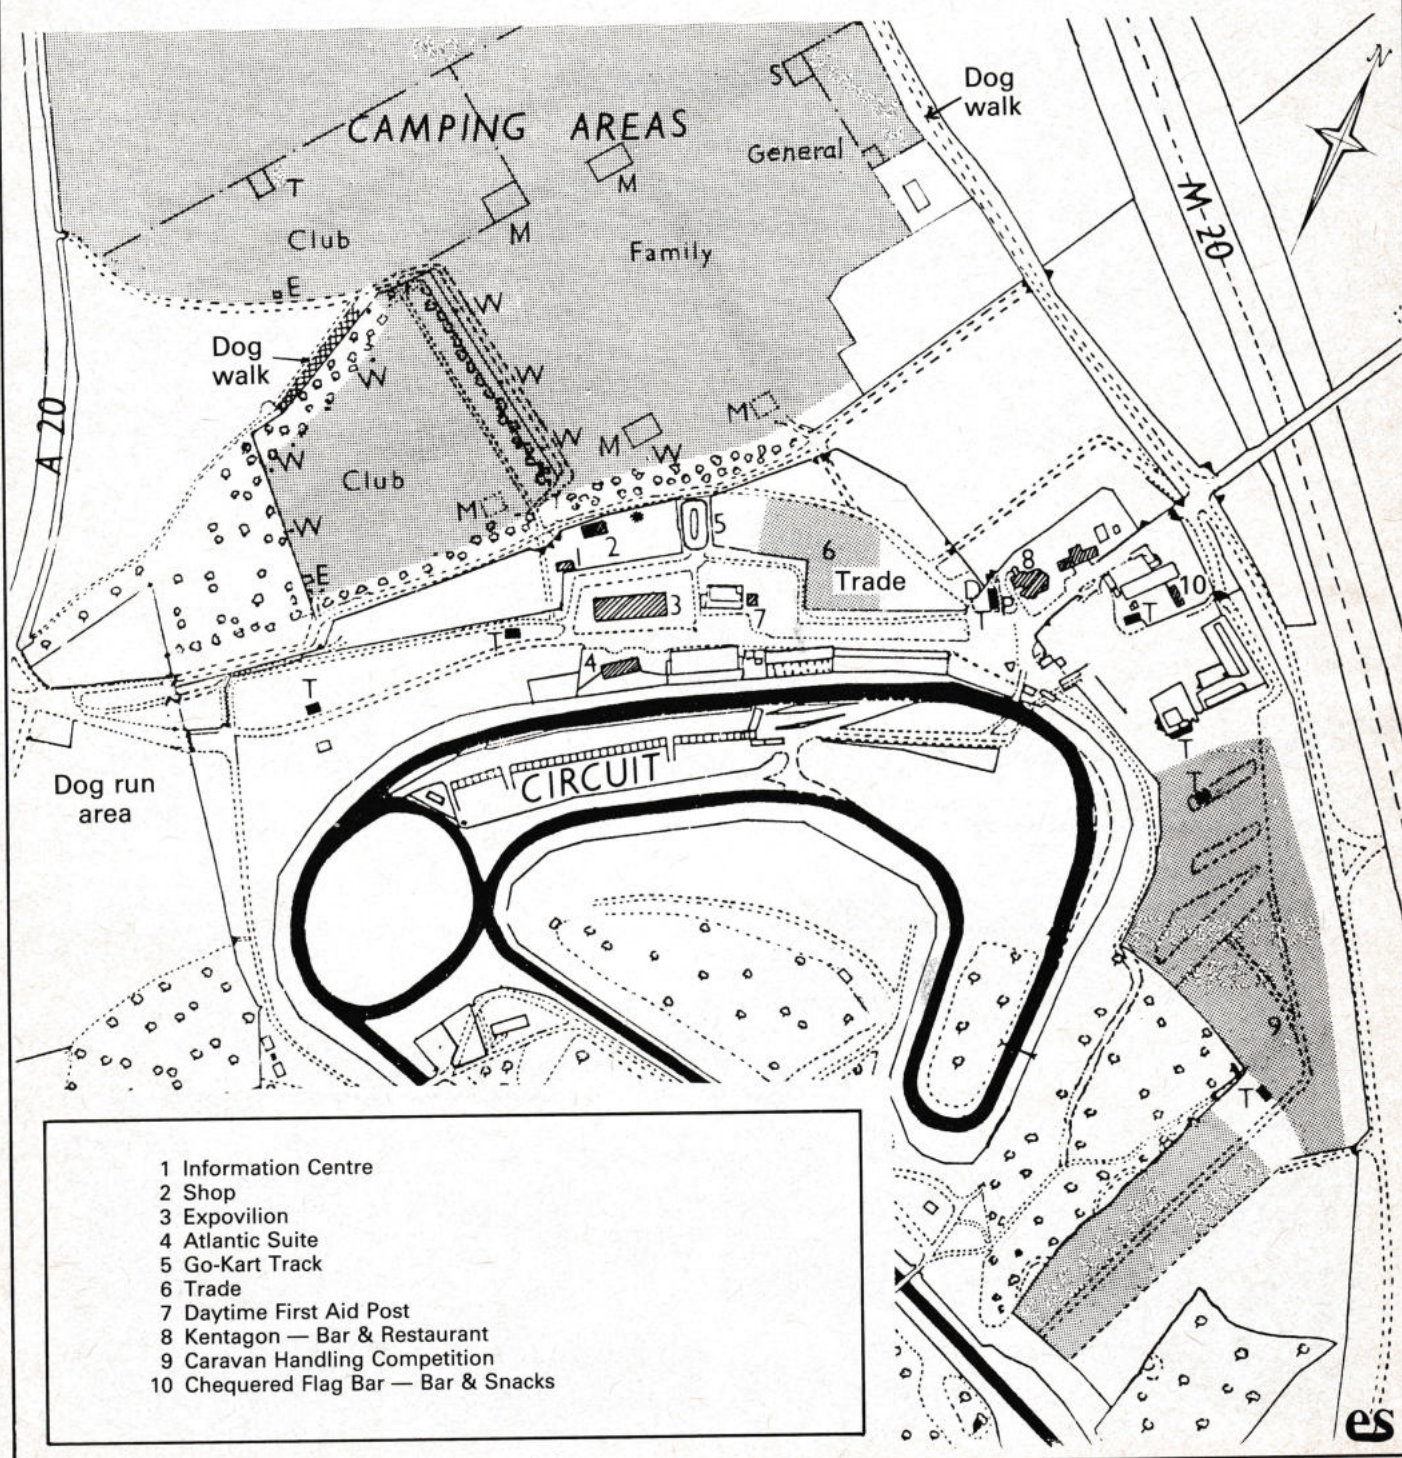 N
S
Dog
walk
CAMPING AREAS
General
T
M
M 20
M
Club
Family
E
W
Dog
walk
W
W
M
A 20
W
M
W
W
Club
M
5
W
2
6
8
1
E
Trade
D
10
3
T
P
T
7
T
4
T
T
CIRCUIT
T
Dog run
area
9
T
1 Information Centre
2 Shop
3 Expovilion
4 Atlantic Suite
5 Go-Kart Track
6 Trade
7 Daytime First Aid Post
8 Kentagon — Bar & Restaurant
9 Caravan Handling Competition
10 Chequered Flag Bar — Bar & Snacks
es